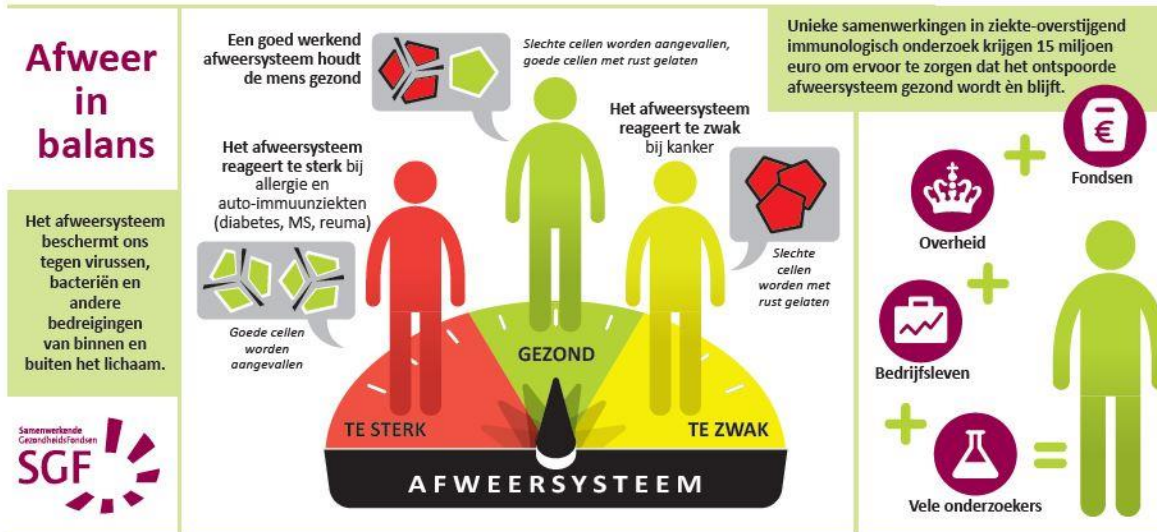 Afweer
in
balans
Het afweersysteem
beschermt ons
tegen virussen,
bacteriën en
andere
bedreigingen
van binnen en
buiten het lichaam.
Samenwerkende
GezondheidsFondsen
SGF
Een goed werkend
afweersysteem houdt
de mens gezond
Slechte cellen worden aangevallen,
goede cellen met rust gelaten
Het afweersysteem
reageert te sterk bij
allergie en
auto-immuunziekten
(diabetes, MS, reuma)
Goede cellen
worden
aangevallen
Het afweersysteem
reageert te zwak
bij kanker
Slechte
cellen
worden met
rust gelaten
TE STERK
GEZOND
TE ZWAK
AFWEERSYSTEEM
Unieke samenwerkingen in ziekte-overstijgend
immunologisch onderzoek krijgen 15 miljoen
euro om ervoor te zorgen dat het ontspoorde
afweersysteem gezond wordt èn blijft.
€
Fondsen
Overheid
Bedrijfsleven
Vele onderzoekers